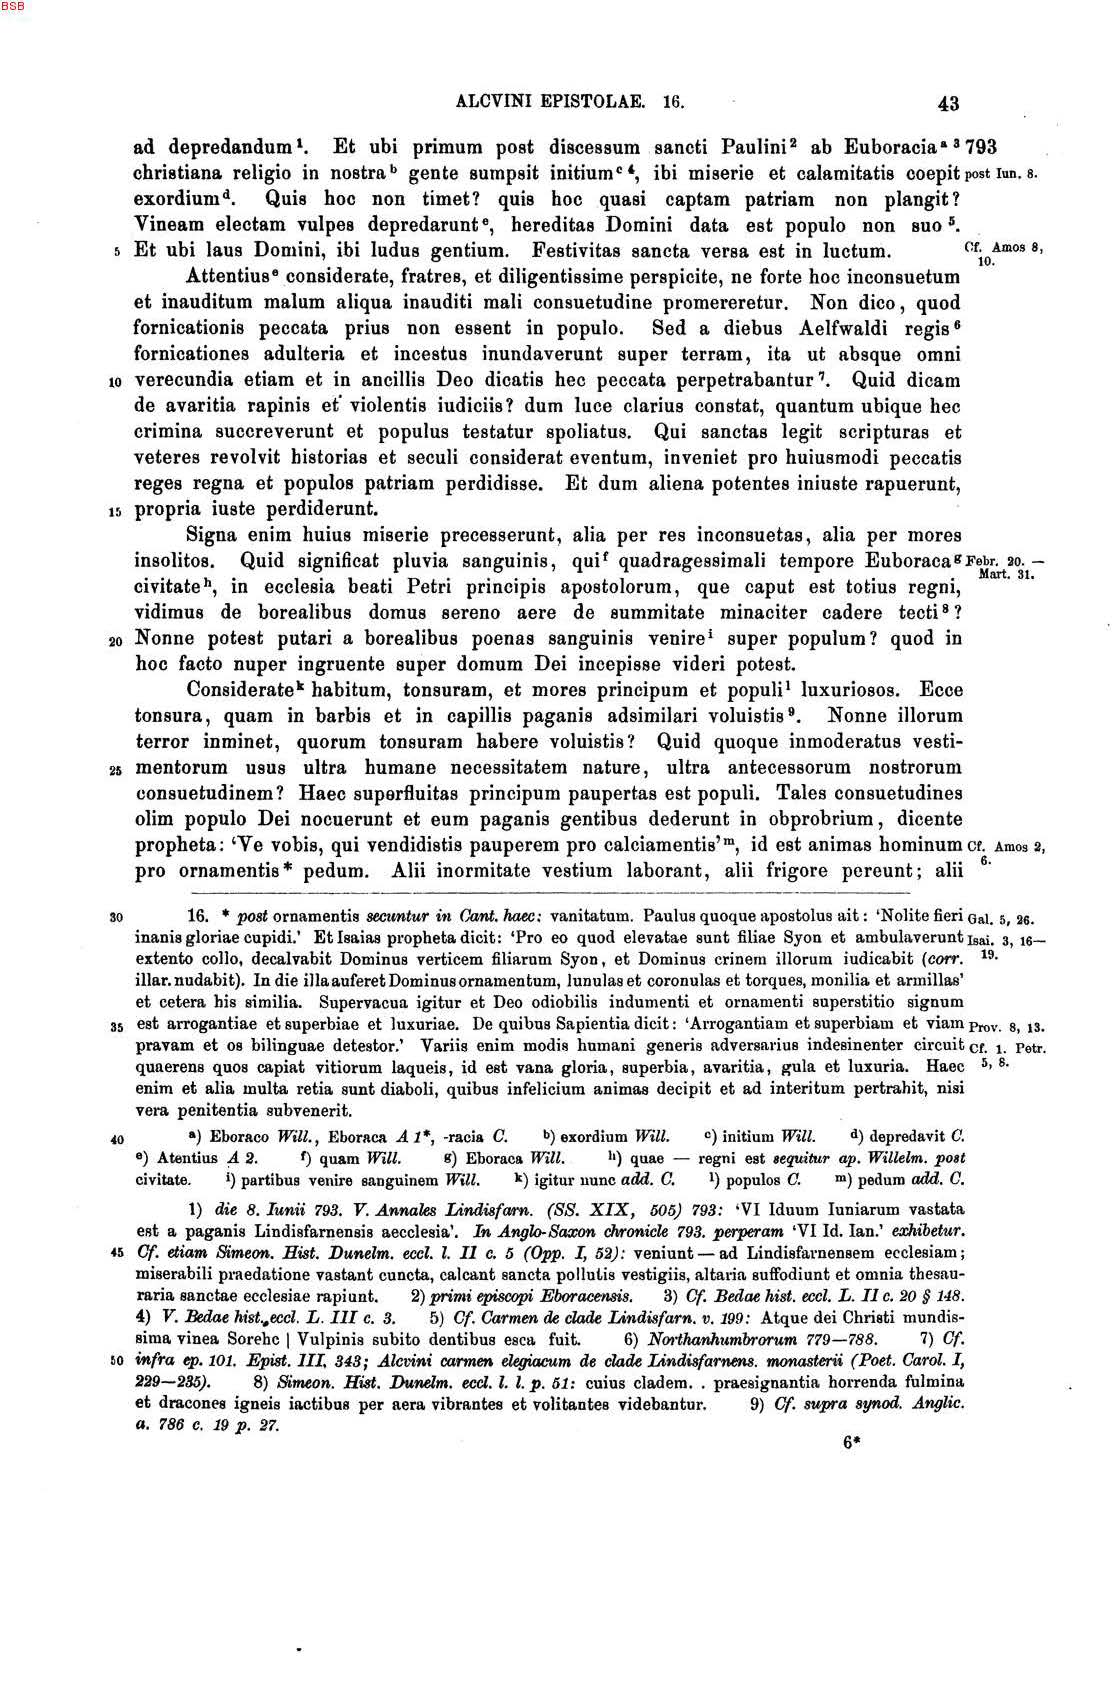 BSB
ALCVINI EPISTOLAE. 16. 43
ad depredandum¹. Et ubi primum post discessum sancti Paulini² ab Euboraciaᵃ ³ 793
christiana religio in nostraᵇ gente sumpsit initiumᶜ ⁴, ibi miserie et calamitatis coepit post Iun. 8.
exordiumᵈ. Quis hoc non timet? quis hoc quasi captam patriam non plangit?
Vineam electam vulpes depredaruntᵉ, hereditas Domini data est populo non suo⁵.
5 Et ubi laus Domini, ibi ludus gentium. Festivitas sancta versa est in luctum. Cf. Amos 8,
10.
Attentiusᵉ considerate, fratres, et diligentissime perspicite, ne forte hoc inconsuetum
et inauditum malum aliqua inauditi mali consuetudine promereretur. Non dico, quod
fornicationis peccata prius non essent in populo. Sed a diebus Aelfwaldi regis⁶
fornicationes adulteria et incestus inundaverunt super terram, ita ut absque omni
10 verecundia etiam et in ancillis Deo dicatis hec peccata perpetrabantur⁷. Quid dicam
de avaritia rapinis et violentis iudiciis? dum luce clarius constat, quantum ubique hec
crimina succreverunt et populus testatur spoliatus. Qui sanctas legit scripturas et
veteres revolvit historias et seculi considerat eventum, inveniet pro huiusmodi peccatis
reges regna et populos patriam perdidisse. Et dum aliena potentes iniuste rapuerunt,
15 propria iuste perdiderunt.
Signa enim huius miserie precesserunt, alia per res inconsuetas, alia per mores
insolitos. Quid significat pluvia sanguinis, quiᶠ quadragessimali tempore Euboracaᵍ Febr. 20. —
Mart. 31.
civitateʰ, in ecclesia beati Petri principis apostolorum, que caput est totius regni,
vidimus de borealibus domus sereno aere de summitate minaciter cadere tecti⁸?
20 Nonne potest putari a borealibus poenas sanguinis venireⁱ super populum? quod in
hoc facto nuper ingruente super domum Dei incepisse videri potest.
Considerateᵏ habitum, tonsuram, et mores principum et populiˡ luxuriosos. Ecce
tonsura, quam in barbis et in capillis paganis adsimilari voluistis⁹. Nonne illorum
terror inminet, quorum tonsuram habere voluistis? Quid quoque inmoderatus vesti-
25 mentorum usus ultra humane necessitatem nature, ultra antecessorum nostrorum
consuetudinem? Haec superfluitas principum paupertas est populi. Tales consuetudines
olim populo Dei nocuerunt et eum paganis gentibus dederunt in obprobrium, dicente
propheta: ‘Ve vobis, qui vendidistis pauperem pro calciamentis’ᵐ, id est animas hominum Cf. Amos 2,
6.
pro ornamentis* pedum. Alii inormitate vestium laborant, alii frigore pereunt; alii
30 16. * post ornamentis secuntur in Cant. haec: vanitatum. Paulus quoque apostolus ait: ‘Nolite fieri Gal. 5, 26.
inanis gloriae cupidi.’ Et Isaias propheta dicit: ‘Pro eo quod elevatae sunt filiae Syon et ambulaverunt Isai. 3, 16—
19.
extento collo, decalvabit Dominus verticem filiarum Syon, et Dominus crinem illorum iudicabit (corr.
illar. nudabit). In die illa auferet Dominus ornamentum, lunulas et coronulas et torques, monilia et armillas’
et cetera his similia. Supervacua igitur et Deo odiobilis indumenti et ornamenti superstitio signum
35 est arrogantiae et superbiae et luxuriae. De quibus Sapientia dicit: ‘Arrogantiam et superbiam et viam Prov. 8, 13.
pravam et os bilinguae detestor.’ Variis enim modis humani generis adversarius indesinenter circuit Cf. 1. Petr.
5, 8.
quaerens quos capiat vitiorum laqueis, id est vana gloria, superbia, avaritia, gula et luxuria. Haec
enim et alia multa retia sunt diaboli, quibus infelicium animas decipit et ad interitum pertrahit, nisi
vera penitentia subvenerit.
40 ᵃ) Eboraco Will., Eboraca A 1*, -racia C. ᵇ) exordium Will. ᶜ) initium Will. ᵈ) depredavit C.
ᵉ) Atentius A 2. ᶠ) quam Will. ᵍ) Eboraca Will. ʰ) quae — regni est sequitur ap. Willelm. post
civitate. ⁱ) partibus venire sanguinem Will. ᵏ) igitur nunc add. C. ˡ) populos C. ᵐ) pedum add. C.
1) die 8. Iunii 793. V. Annales Lindisfarn. (SS. XIX, 505) 793: ‘VI Iduum Iuniarum vastata
est a paganis Lindisfarnensis aecclesia’. In Anglo-Saxon chronicle 793. perperam ‘VI Id. Ian.’ exhibetur.
45 Cf. etiam Simeon. Hist. Dunelm. eccl. l. II c. 5 (Opp. I, 52): veniunt — ad Lindisfarnensem ecclesiam;
miserabili praedatione vastant cuncta, calcant sancta pollutis vestigiis, altaria suffodiunt et omnia thesau-
raria sanctae ecclesiae rapiunt. 2) primi episcopi Eboracensis. 3) Cf. Bedae hist. eccl. L. II c. 20 § 148.
4) V. Bedae hist. eccl. L. III c. 3. 5) Cf. Carmen de clade Lindisfarn. v. 199: Atque dei Christi mundis-
sima vinea Sorehc | Vulpinis subito dentibus esca fuit. 6) Northanhumbrorum 779—788. 7) Cf.
50 infra ep. 101. Epist. III, 343; Alcvini carmen elegiacum de clade Lindisfarnens. monasterii (Poet. Carol. I,
229—235). 8) Simeon. Hist. Dunelm. eccl. l. l. p. 51: cuius cladem. . praesignantia horrenda fulmina
et dracones igneis iactibus per aera vibrantes et volitantes videbantur. 9) Cf. supra synod. Anglic.
a. 786 c. 19 p. 27.
6*